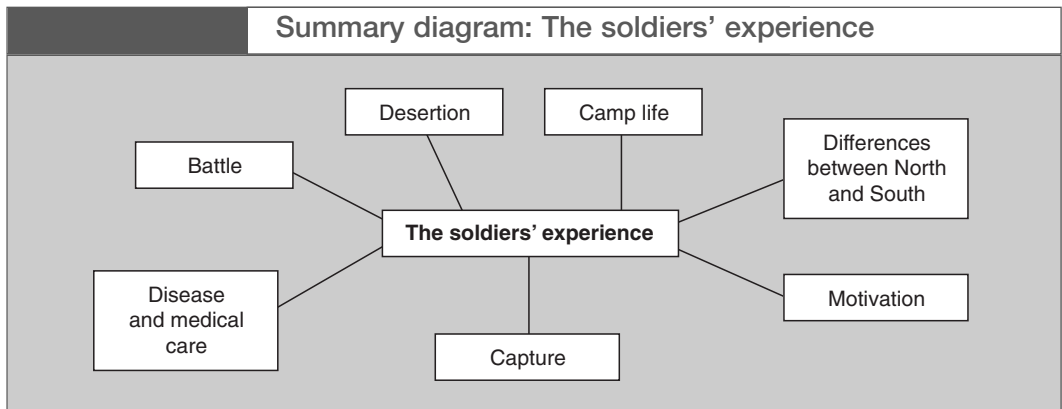 Summary diagram: The soldiers’ experience
Desertion
Camp life
Battle
Differences
between North
and South
The soldiers’ experience
Disease
and medical
care
Motivation
Capture